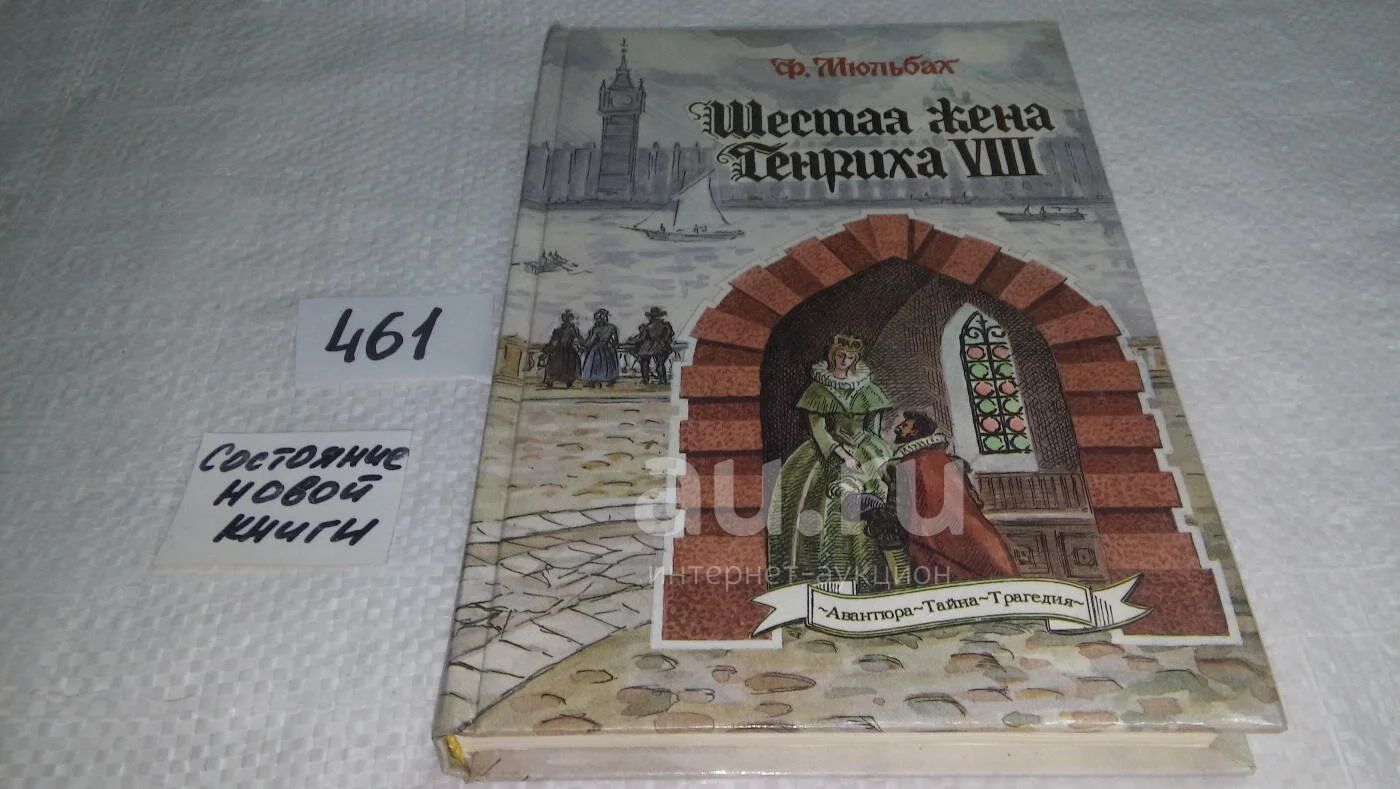 Ф. Мюльбах
Шестая жена
Генриха VIII
461
Состояние
новой
книги
au.ru
интернет-аукцион
~Авантюра~Тайна~Трагедия~